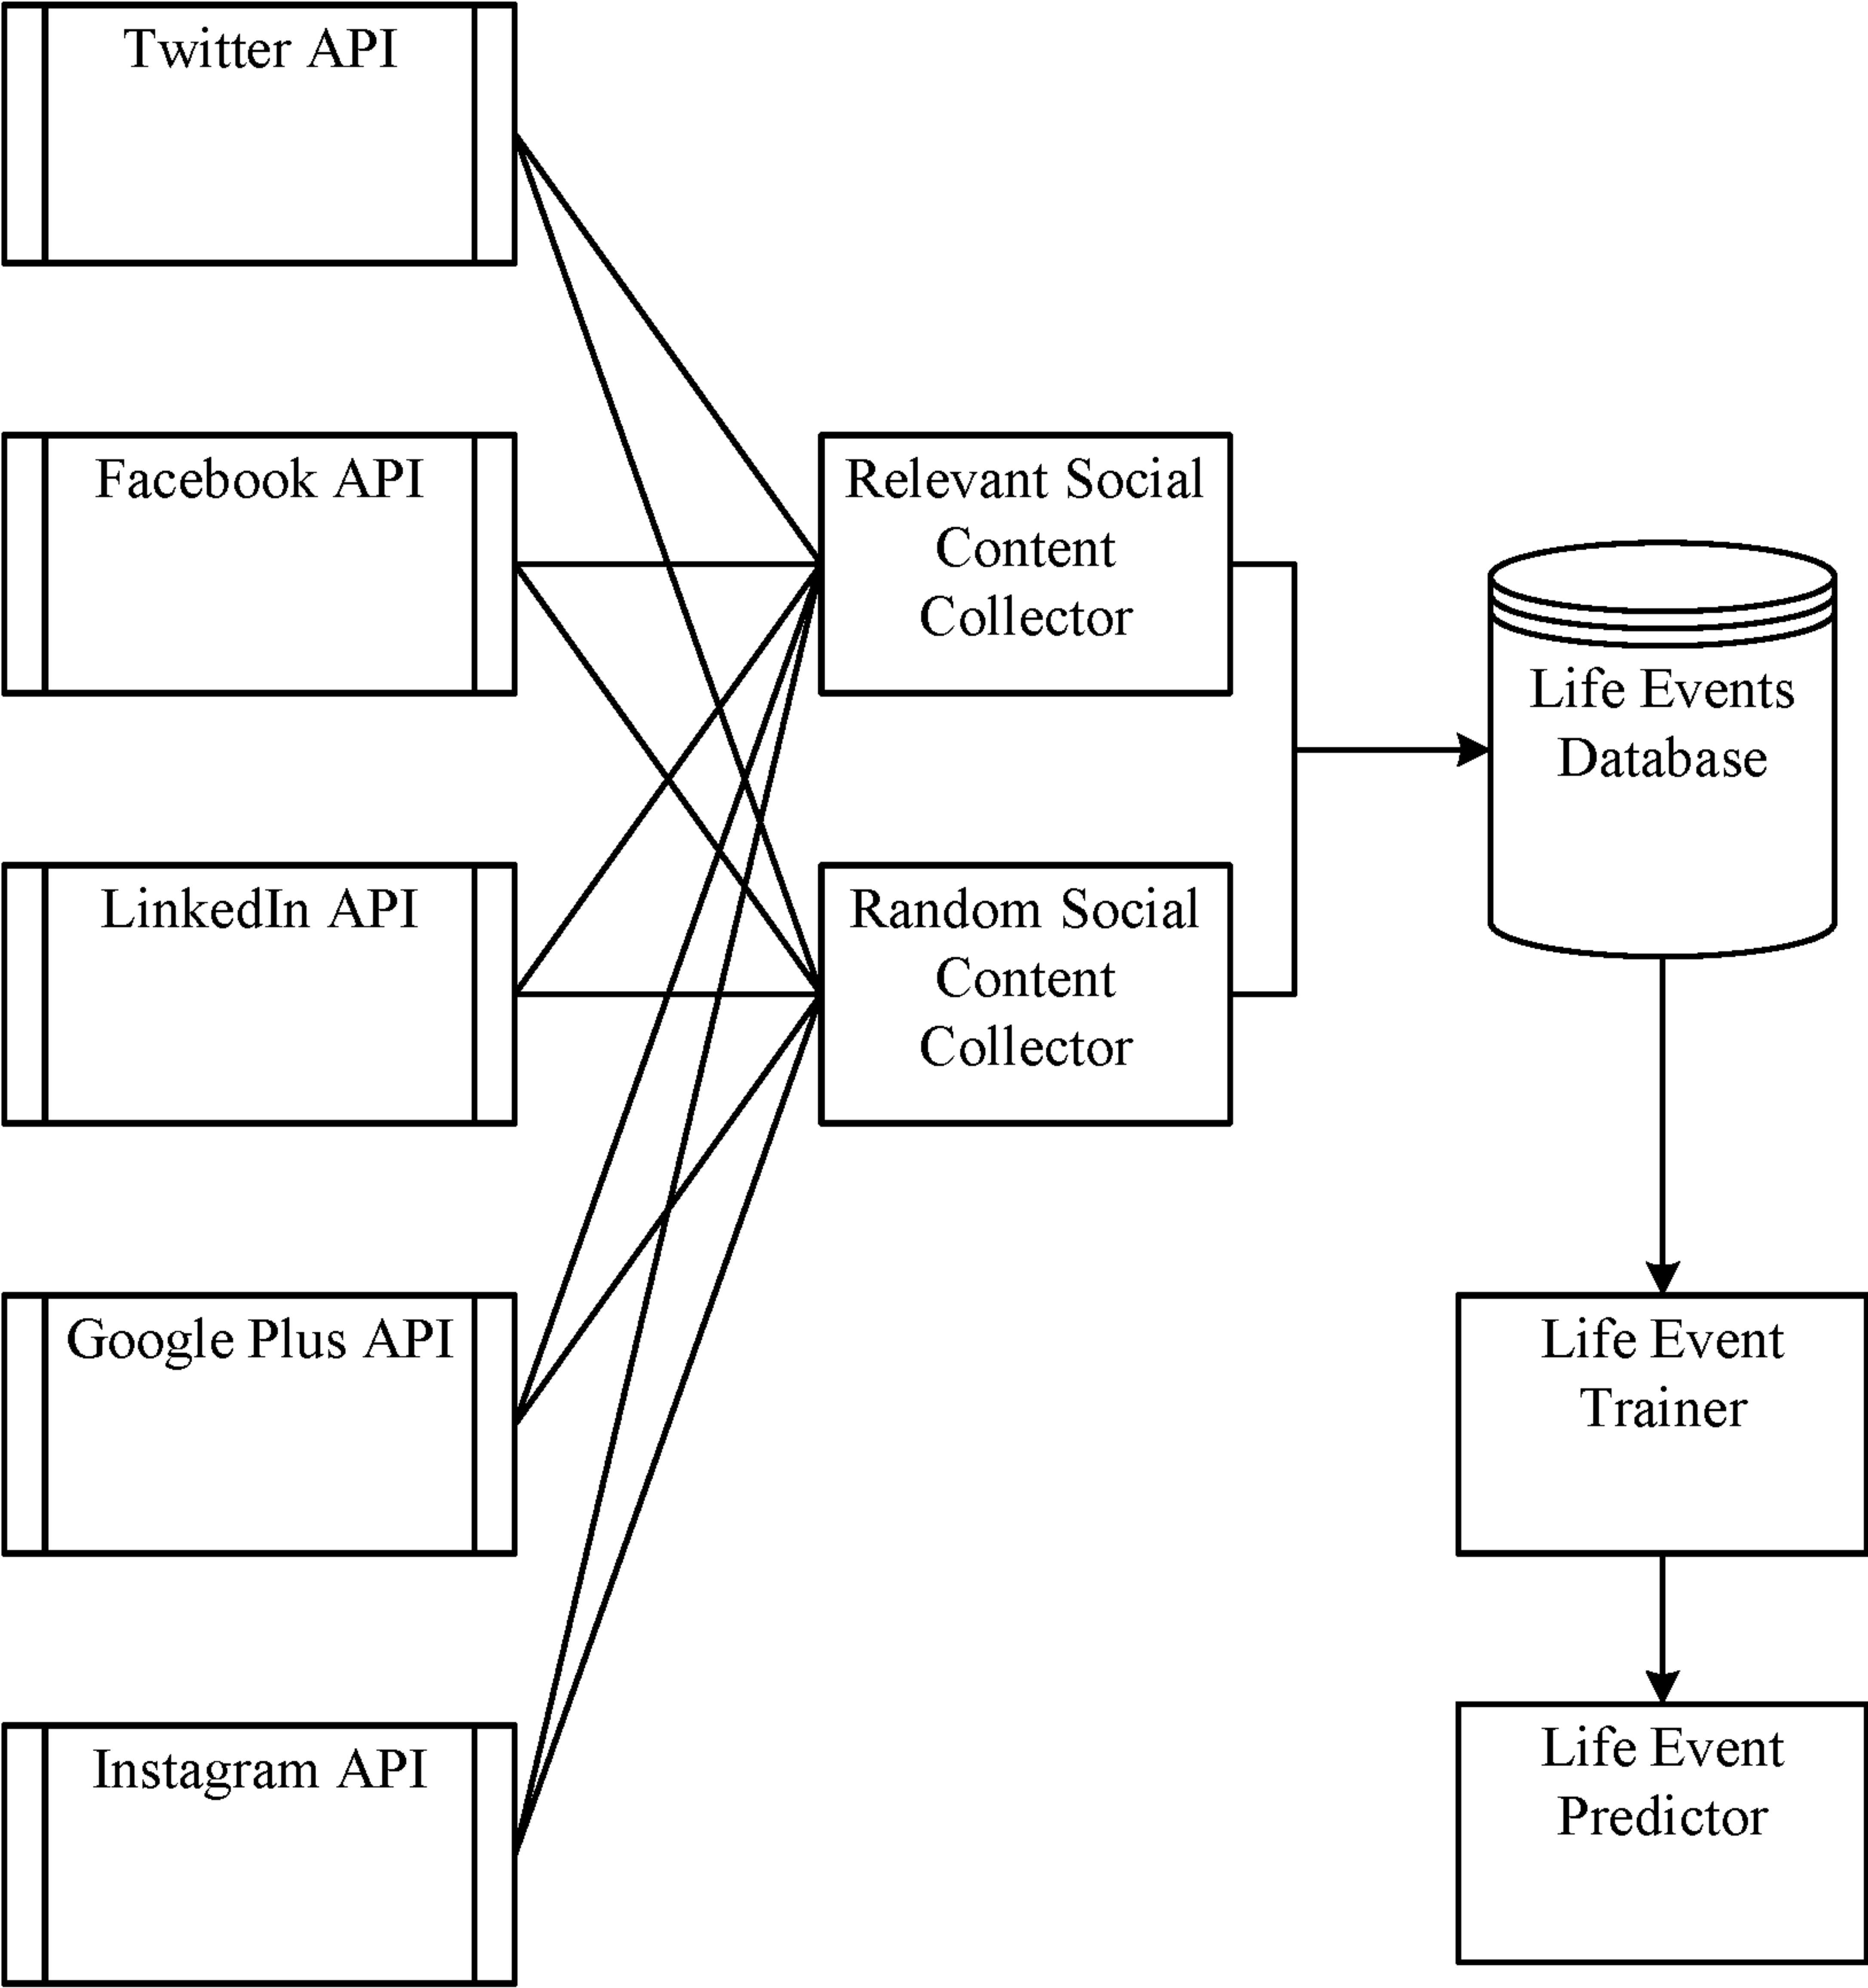 Twitter API
Facebook API
LinkedIn API
Google Plus API
Instagram API
Relevant Social
Content
Collector
Random Social
Content
Collector
Life Events
Database
Life Event
Trainer
Life Event
Predictor